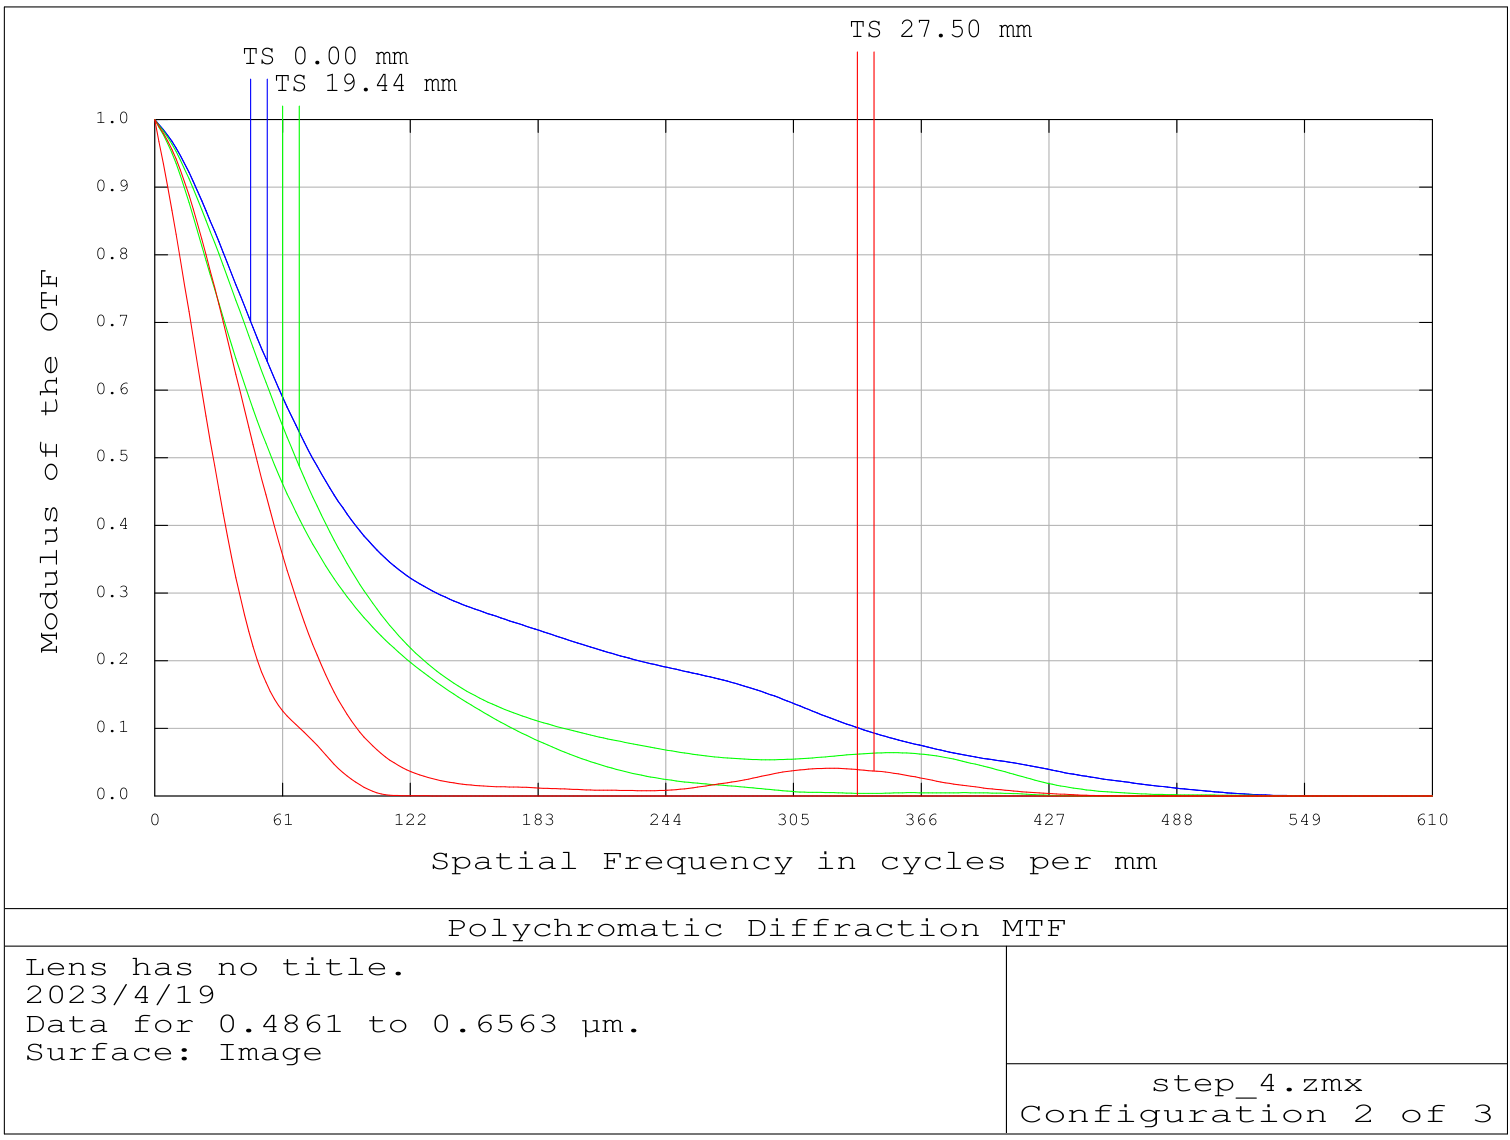 TS 27.50 mm
TS 0.00 mm
TS 19.44 mm
1.0
0.9
0.8
0.7
0.6
0.5
0.4
0.3
0.2
0.1
0.0
Modulus of the OTF
0 61 122 183 244 305 366 427 488 549 610
Spatial Frequency in cycles per mm
Polychromatic Diffraction MTF
Lens has no title.
2023/4/19
Data for 0.4861 to 0.6563 µm.
Surface: Image
step_4.zmx
Configuration 2 of 3